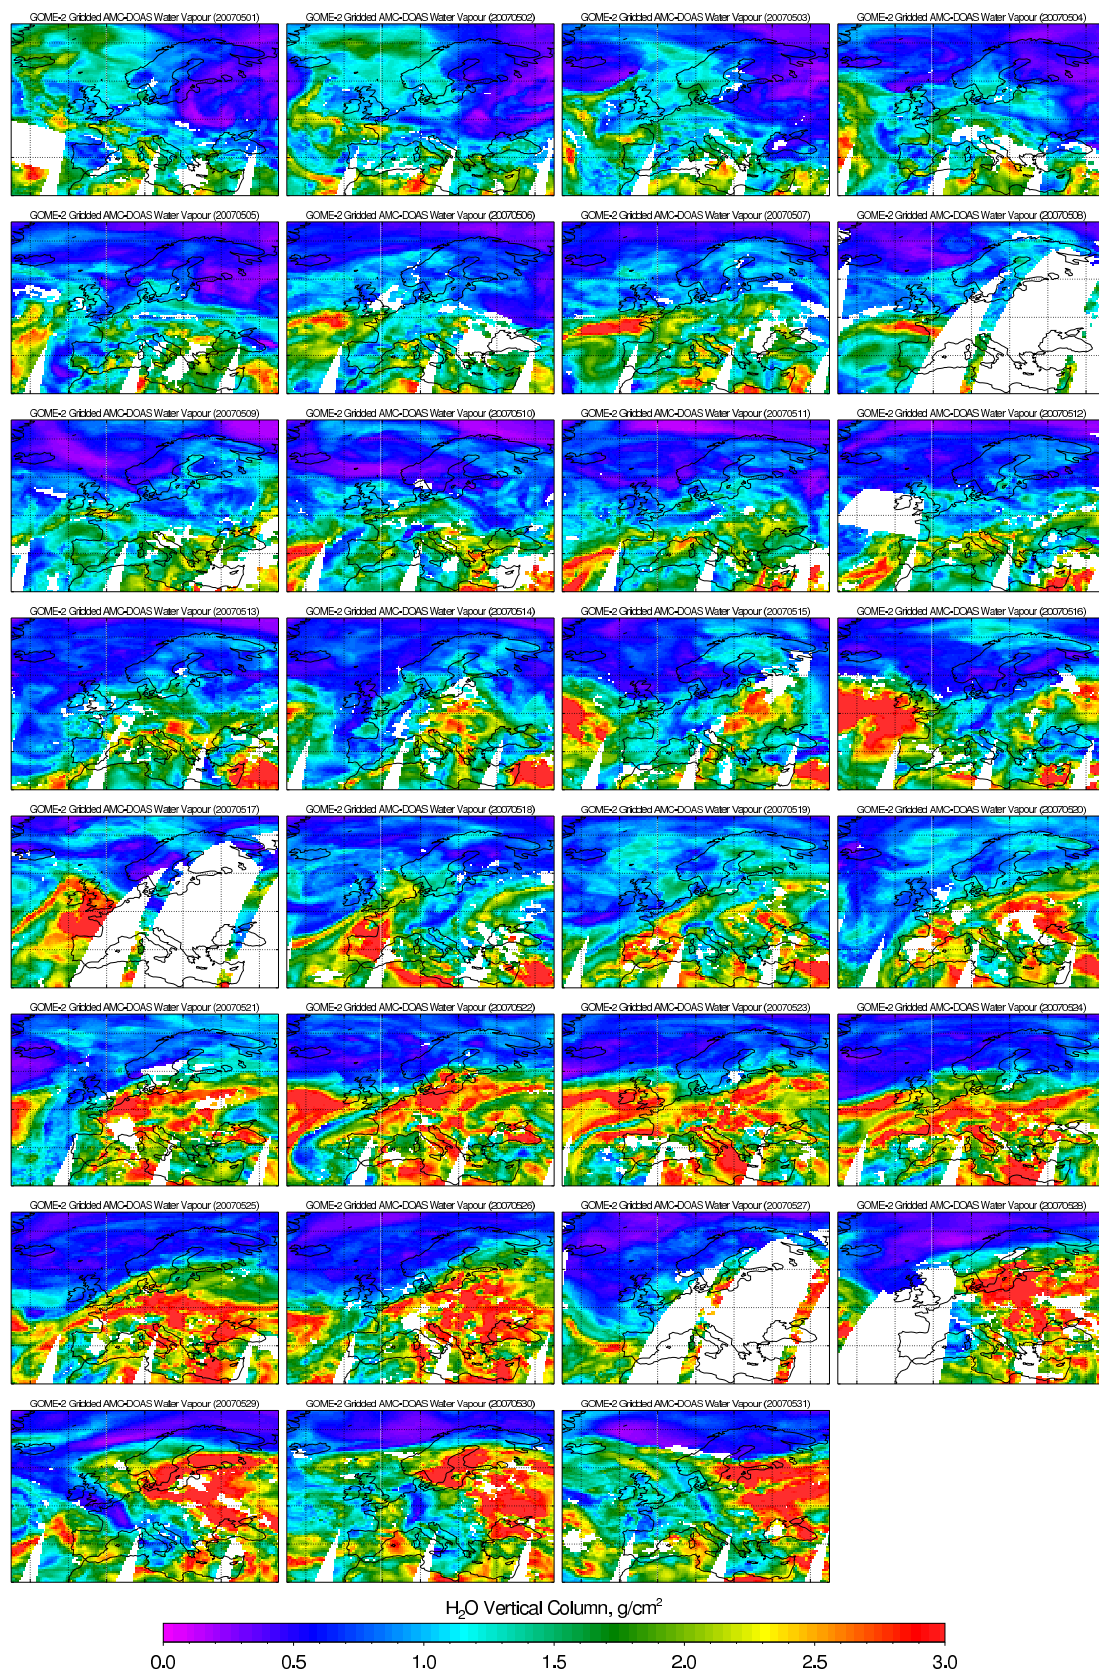 GOME-2 Gridded AMC-DOAS Water Vapour (20070501)
GOME-2 Gridded AMC-DOAS Water Vapour (20070502)
GOME-2 Gridded AMC-DOAS Water Vapour (20070503)
GOME-2 Gridded AMC-DOAS Water Vapour (20070504)
GOME-2 Gridded AMC-DOAS Water Vapour (20070505)
GOME-2 Gridded AMC-DOAS Water Vapour (20070506)
GOME-2 Gridded AMC-DOAS Water Vapour (20070507)
GOME-2 Gridded AMC-DOAS Water Vapour (20070508)
GOME-2 Gridded AMC-DOAS Water Vapour (20070509)
GOME-2 Gridded AMC-DOAS Water Vapour (20070510)
GOME-2 Gridded AMC-DOAS Water Vapour (20070511)
GOME-2 Gridded AMC-DOAS Water Vapour (20070512)
GOME-2 Gridded AMC-DOAS Water Vapour (20070513)
GOME-2 Gridded AMC-DOAS Water Vapour (20070514)
GOME-2 Gridded AMC-DOAS Water Vapour (20070515)
GOME-2 Gridded AMC-DOAS Water Vapour (20070516)
GOME-2 Gridded AMC-DOAS Water Vapour (20070517)
GOME-2 Gridded AMC-DOAS Water Vapour (20070518)
GOME-2 Gridded AMC-DOAS Water Vapour (20070519)
GOME-2 Gridded AMC-DOAS Water Vapour (20070520)
GOME-2 Gridded AMC-DOAS Water Vapour (20070521)
GOME-2 Gridded AMC-DOAS Water Vapour (20070522)
GOME-2 Gridded AMC-DOAS Water Vapour (20070523)
GOME-2 Gridded AMC-DOAS Water Vapour (20070524)
GOME-2 Gridded AMC-DOAS Water Vapour (20070525)
GOME-2 Gridded AMC-DOAS Water Vapour (20070526)
GOME-2 Gridded AMC-DOAS Water Vapour (20070527)
GOME-2 Gridded AMC-DOAS Water Vapour (20070528)
GOME-2 Gridded AMC-DOAS Water Vapour (20070529)
GOME-2 Gridded AMC-DOAS Water Vapour (20070530)
GOME-2 Gridded AMC-DOAS Water Vapour (20070531)
H₂O Vertical Column, g/cm²
0.0 0.5 1.0 1.5 2.0 2.5 3.0